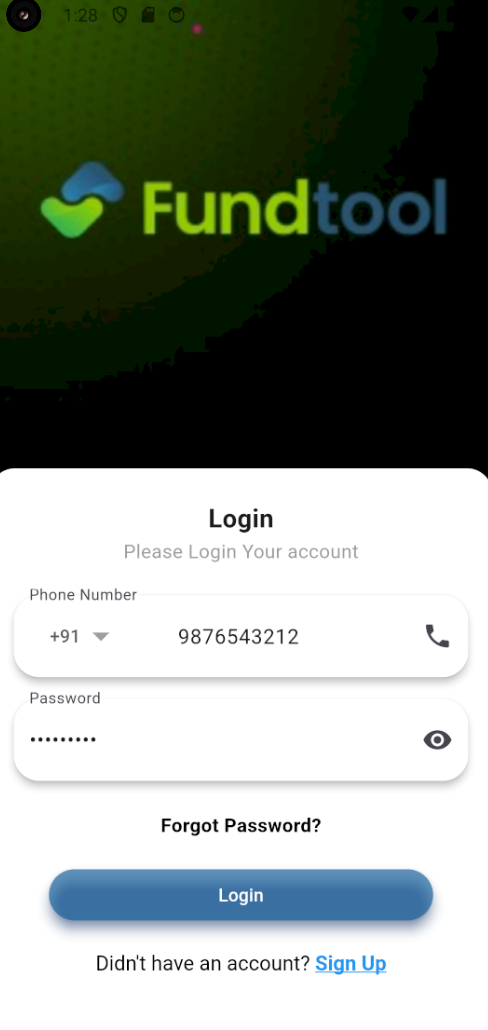 1:28
Fundtool
Login
Please Login Your account
Phone Number
+91 9876543212
Password
•••••••••
Forgot Password?
Login
Didn't have an account? Sign Up